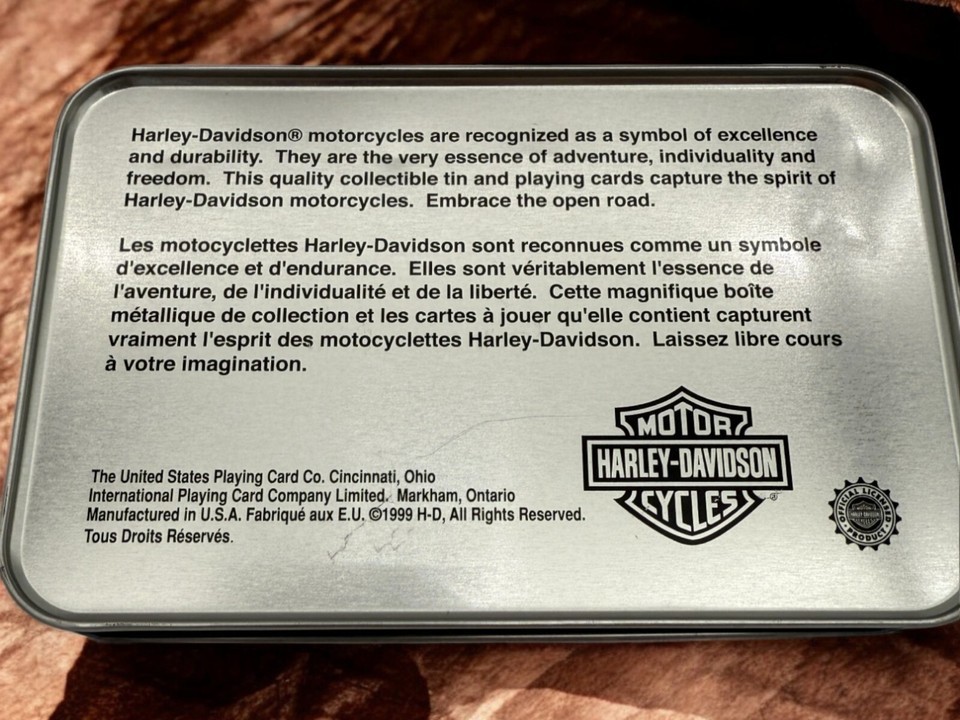 Harley-Davidson® motorcycles are recognized as a symbol of excellence
and durability. They are the very essence of adventure, individuality and
freedom. This quality collectible tin and playing cards capture the spirit of
Harley-Davidson motorcycles. Embrace the open road.
Les motocyclettes Harley-Davidson sont reconnues comme un symbole
d'excellence et d'endurance. Elles sont véritablement l'essence de
l'aventure, de l'individualité et de la liberté. Cette magnifique boîte
métallique de collection et les cartes à jouer qu'elle contient capturent
vraiment l'esprit des motocyclettes Harley-Davidson. Laissez libre cours
à votre imagination.
The United States Playing Card Co. Cincinnati, Ohio
International Playing Card Company Limited. Markham, Ontario
Manufactured in U.S.A. Fabriqué aux E.U. ©1999 H-D, All Rights Reserved.
Tous Droits Réservés.
MOTOR
HARLEY-DAVIDSON
CYCLES
®
OFFICIAL LICENSED
HARLEY-DAVIDSON
PRODUCT